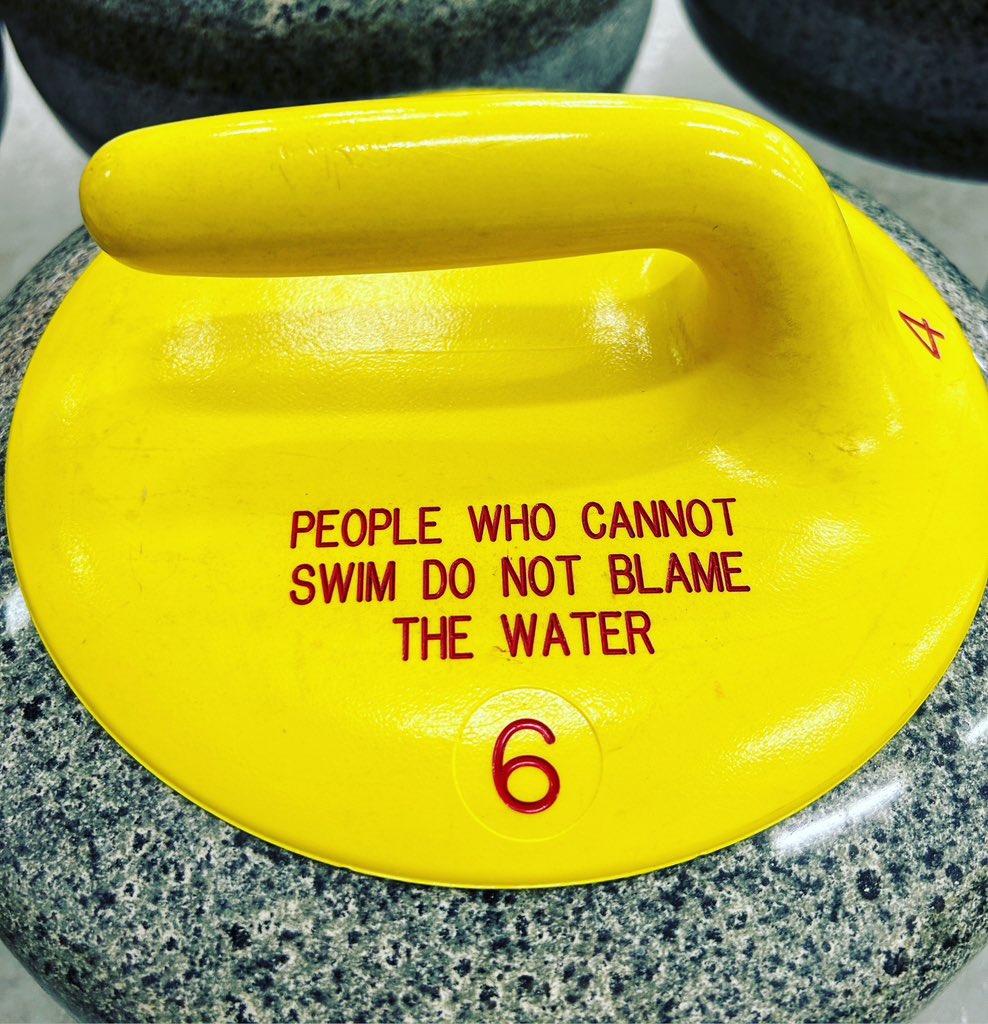 4
PEOPLE WHO CANNOT
SWIM DO NOT BLAME
THE WATER
6